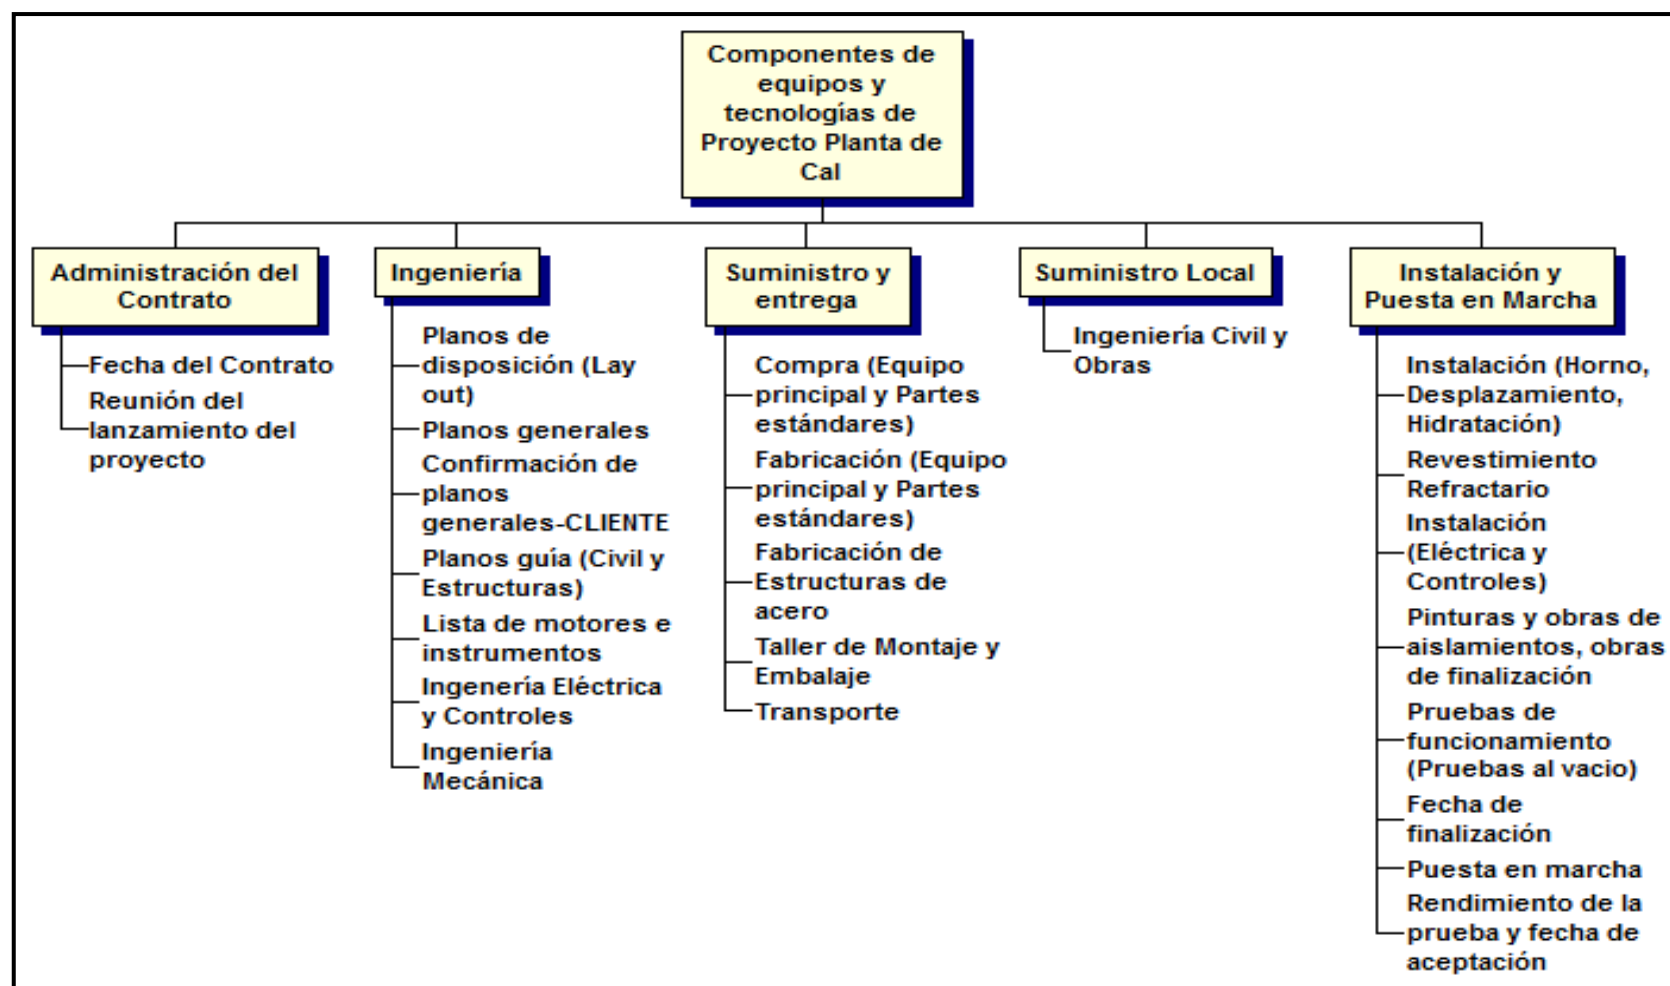 Componentes de
equipos y
tecnologías de
Proyecto Planta de
Cal
Administración del
Contrato
Fecha del Contrato
Reunión del
lanzamiento del
proyecto
Ingeniería
Planos de
disposición (Lay
out)
Planos generales
Confirmación de
planos
generales-CLIENTE
Planos guía (Civil y
Estructuras)
Lista de motores e
instrumentos
Ingenería Eléctrica
y Controles
Ingeniería
Mecánica
Suministro y
entrega
Compra (Equipo
principal y Partes
estándares)
Fabricación (Equipo
principal y Partes
estándares)
Fabricación de
Estructuras de
acero
Taller de Montaje y
Embalaje
Transporte
Suministro Local
Ingeniería Civil y
Obras
Instalación y
Puesta en Marcha
Instalación (Horno,
Desplazamiento,
Hidratación)
Revestimiento
Refractario
Instalación
(Eléctrica y
Controles)
Pinturas y obras de
aislamientos, obras
de finalización
Pruebas de
funcionamiento
(Pruebas al vacio)
Fecha de
finalización
Puesta en marcha
Rendimiento de la
prueba y fecha de
aceptación